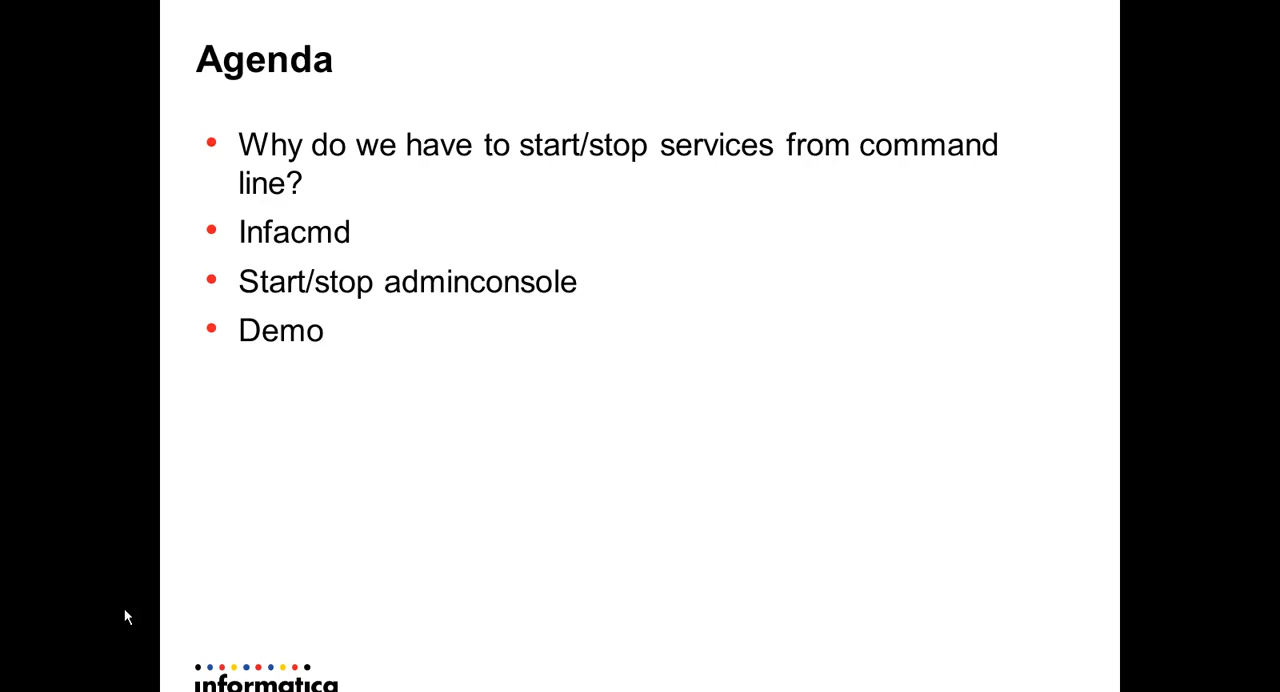 Agenda
Why do we have to start/stop services from command
line?
Infacmd
Start/stop adminconsole
Demo
informatica